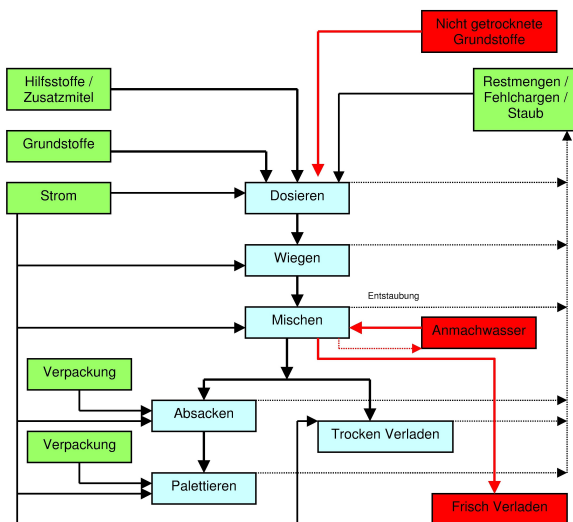 Nicht getrocknete
Grundstoffe
Hilfsstoffe /
Zusatzmitel
Restmengen /
Fehlchargen /
Staub
Grundstoffe
Strom
Dosieren
Wiegen
Entstaubung
Mischen
Anmachwasser
Verpackung
Absacken
Trocken Verladen
Verpackung
Palettieren
Frisch Verladen